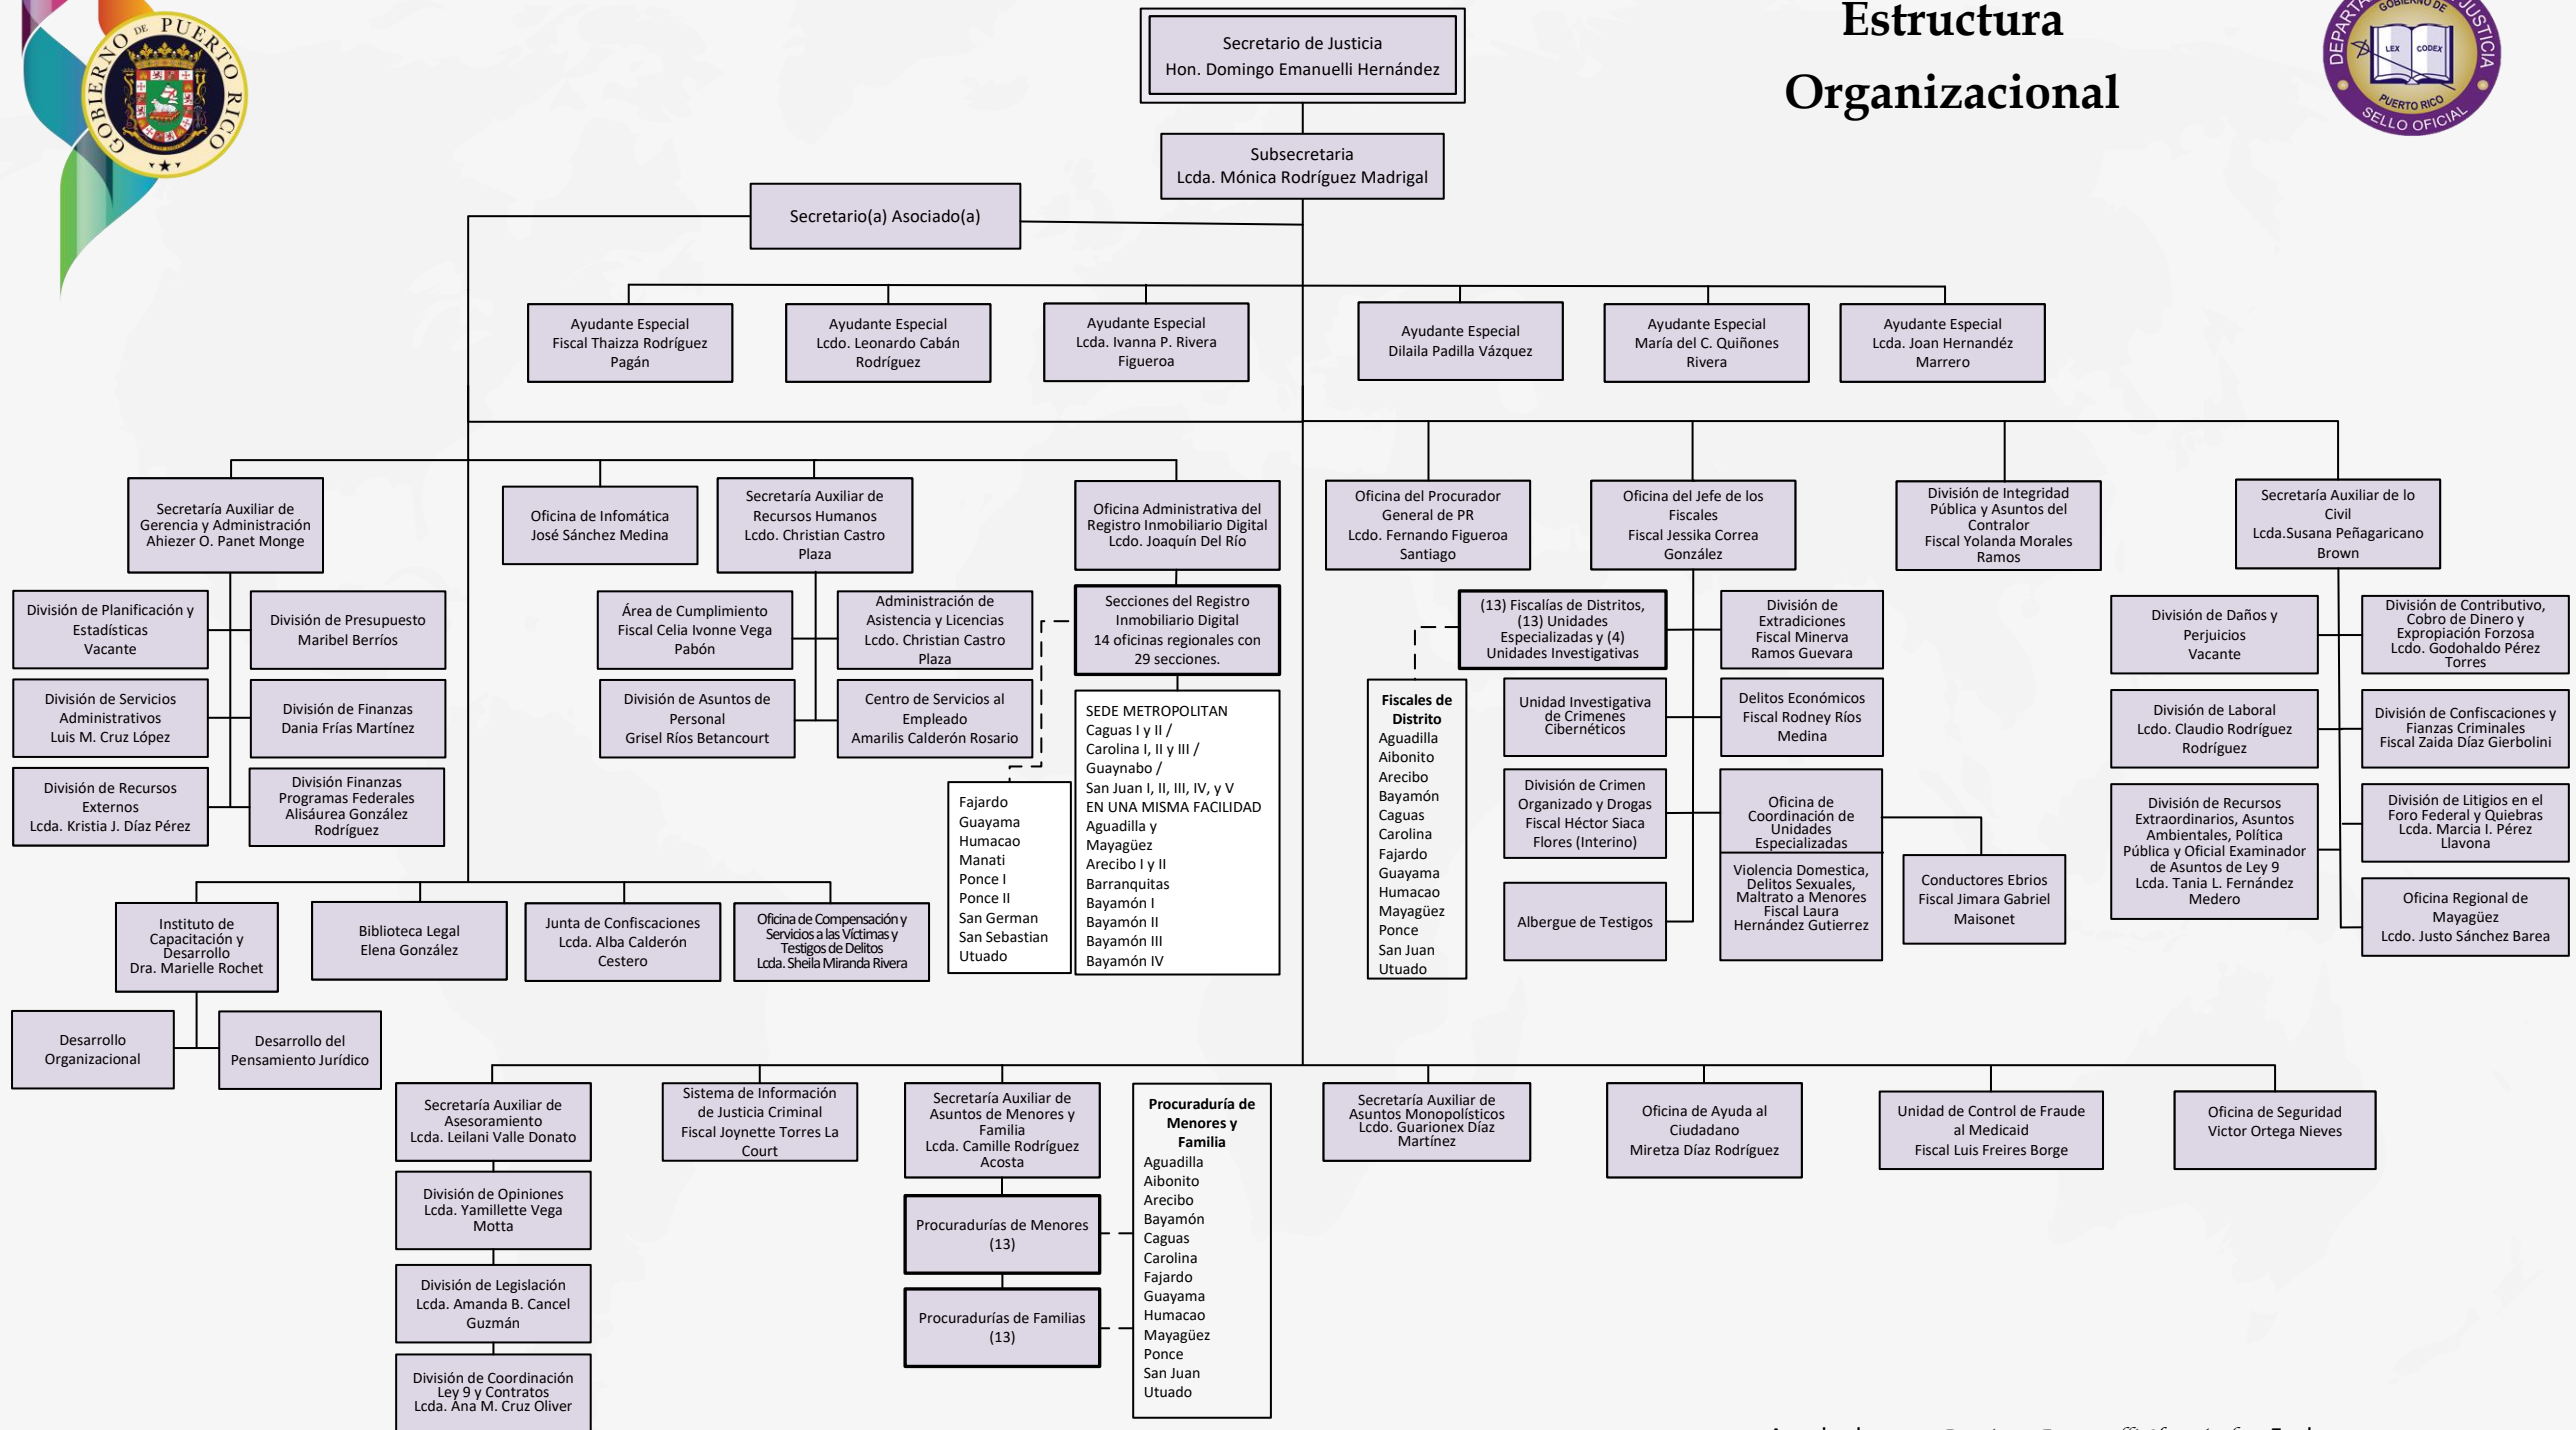 GOBIERNO DE PUERTO RICO
Estructura
Organizacional
GOBIERNO DE
LEX CODEX
PUERTO RICO
SELLO OFICIAL
Secretario de Justicia
Hon. Domingo Emanuelli Hernández
Subsecretaria
Lcda. Mónica Rodríguez Madrigal
Secretario(a) Asociado(a)
Ayudante Especial
Fiscal Thaizza Rodríguez
Pagán
Ayudante Especial
Lcdo. Leonardo Cabán
Rodríguez
Ayudante Especial
Lcda. Ivanna P. Rivera
Figueroa
Ayudante Especial
Dilaila Padilla Vázquez
Ayudante Especial
María del C. Quiñones
Rivera
Ayudante Especial
Lcda. Joan Hernandéz
Marrero
Secretaría Auxiliar de
Gerencia y Administración
Ahiezer O. Panet Monge
Oficina de Infomática
José Sánchez Medina
Secretaría Auxiliar de
Recursos Humanos
Lcdo. Christian Castro
Plaza
Oficina Administrativa del
Registro Inmobiliario Digital
Lcdo. Joaquín Del Río
Oficina del Procurador
General de PR
Lcdo. Fernando Figueroa
Santiago
Oficina del Jefe de los
Fiscales
Fiscal Jessika Correa
González
División de Integridad
Pública y Asuntos del
Contralor
Fiscal Yolanda Morales
Ramos
Secretaría Auxiliar de lo
Civil
Lcda.Susana Peñagaricano
Brown
División de Planificación y
Estadísticas
Vacante
División de Presupuesto
Maribel Berríos
División de Servicios
Administrativos
Luis M. Cruz López
División de Finanzas
Dania Frías Martínez
División de Recursos
Externos
Lcda. Kristia J. Díaz Pérez
División Finanzas
Programas Federales
Alisáurea González
Rodríguez
Área de Cumplimiento
Fiscal Celia Ivonne Vega
Pabón
Administración de
Asistencia y Licencias
Lcdo. Christian Castro
Plaza
División de Asuntos de
Personal
Grisel Ríos Betancourt
Centro de Servicios al
Empleado
Amarilis Calderón Rosario
Secciones del Registro
Inmobiliario Digital
14 oficinas regionales con
29 secciones.
Fajardo
Guayama
Humacao
Manati
Ponce I
Ponce II
San German
San Sebastian
Utuado
SEDE METROPOLITAN
Caguas I y II /
Carolina I, II y III /
Guaynabo /
San Juan I, II, III, IV, y V
EN UNA MISMA FACILIDAD
Aguadilla y
Mayagüez
Arecibo I y II
Barranquitas
Bayamón I
Bayamón II
Bayamón III
Bayamón IV
(13) Fiscalías de Distritos,
(13) Unidades
Especializadas y (4)
Unidades Investigativas
División de
Extradiciones
Fiscal Minerva
Ramos Guevara
Fiscales de
Distrito
Aguadilla
Aibonito
Arecibo
Bayamón
Caguas
Carolina
Fajardo
Guayama
Humacao
Mayagüez
Ponce
San Juan
Utuado
Unidad Investigativa
de Crimenes
Cibernéticos
Delitos Económicos
Fiscal Rodney Ríos
Medina
División de Crimen
Organizado y Drogas
Fiscal Héctor Siaca
Flores (Interino)
Oficina de
Coordinación de
Unidades
Especializadas
Violencia Domestica,
Delitos Sexuales,
Maltrato a Menores
Fiscal Laura
Hernández Gutierrez
Albergue de Testigos
Conductores Ebrios
Fiscal Jimara Gabriel
Maisonet
División de Daños y
Perjuicios
Vacante
División de Contributivo,
Cobro de Dinero y
Expropiación Forzosa
Lcdo. Godohaldo Pérez
Torres
División de Laboral
Lcdo. Claudio Rodríguez
Rodríguez
División de Confiscaciones y
Fianzas Criminales
Fiscal Zaida Díaz Gierbolini
División de Recursos
Extraordinarios, Asuntos
Ambientales, Política
Pública y Oficial Examinador
de Asuntos de Ley 9
Lcda. Tania L. Fernández
Medero
División de Litigios en el
Foro Federal y Quiebras
Lcda. Marcia I. Pérez
Llavona
Oficina Regional de
Mayagüez
Lcdo. Justo Sánchez Barea
Instituto de
Capacitación y
Desarrollo
Dra. Marielle Rochet
Biblioteca Legal
Elena González
Junta de Confiscaciones
Lcda. Alba Calderón
Cestero
Oficina de Compensación y
Servicios a las Víctimas y
Testigos de Delitos
Lcda. Sheila Miranda Rivera
Desarrollo
Organizacional
Desarrollo del
Pensamiento Jurídico
Secretaría Auxiliar de
Asesoramiento
Lcda. Leilani Valle Donato
Sistema de Información
de Justicia Criminal
Fiscal Joynette Torres La
Court
Secretaría Auxiliar de
Asuntos de Menores y
Familia
Lcda. Camille Rodríguez
Acosta
Procuraduría de
Menores y
Familia
Aguadilla
Aibonito
Arecibo
Bayamón
Caguas
Carolina
Fajardo
Guayama
Humacao
Mayagüez
Ponce
San Juan
Utuado
Secretaría Auxiliar de
Asuntos Monopolísticos
Lcdo. Guarionex Díaz
Martínez
Oficina de Ayuda al
Ciudadano
Miretza Díaz Rodríguez
Unidad de Control de Fraude
al Medicaid
Fiscal Luis Freires Borge
Oficina de Seguridad
Victor Ortega Nieves
División de Opiniones
Lcda. Yamillette Vega
Motta
División de Legislación
Lcda. Amanda B. Cancel
Guzmán
División de Coordinación
Ley 9 y Contratos
Lcda. Ana M. Cruz Oliver
Procuradurías de Menores
(13)
Procuradurías de Familias
(13)